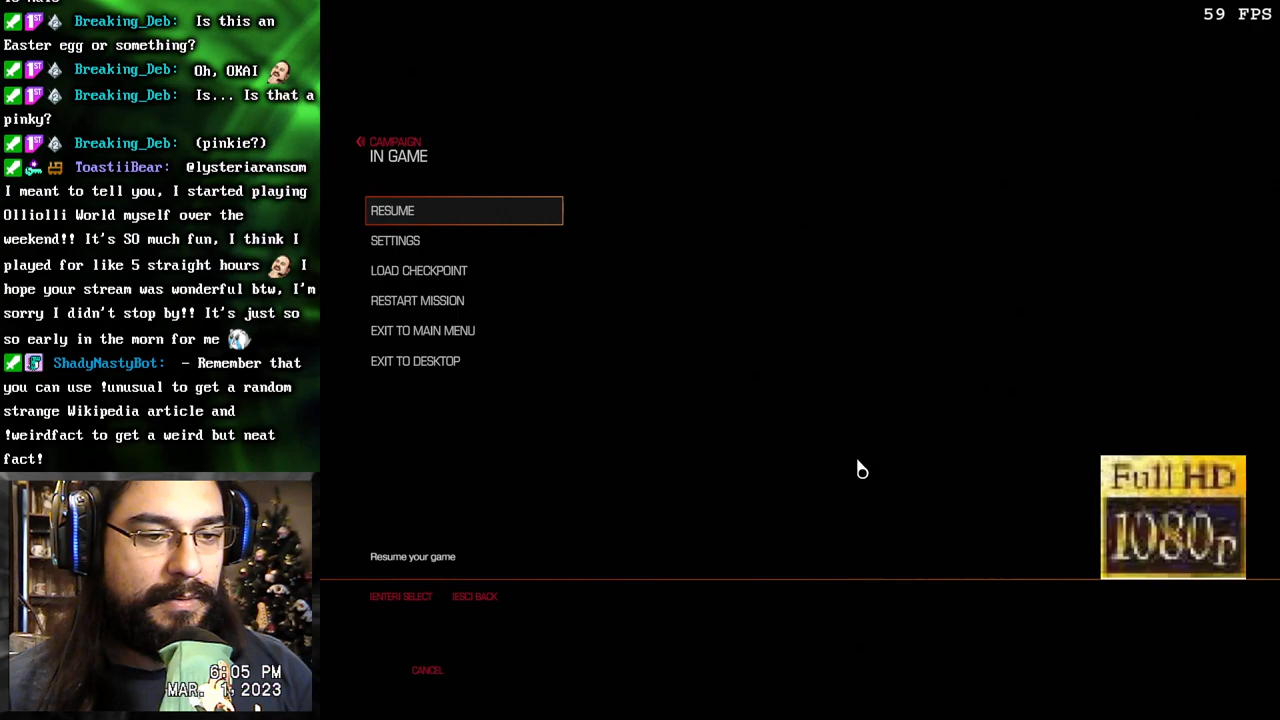 Breaking_Deb: Is this an
Easter egg or something?
Breaking_Deb: Oh, OKAI
Breaking_Deb: Is... Is that a
pinky?
Breaking_Deb: (pinkie?)
ToastiiBear: @lysteriaransom
I meant to tell you, I started playing
Olliolli World myself over the
weekend!! It's SO much fun, I think I
played for like 5 straight hours I
hope your stream was wonderful btw, I'm
sorry I didn't stop by!! It's just so
so early in the morn for me
ShadyNastyBot: - Remember that
you can use !unusual to get a random
strange Wikipedia article and
!weirdfact to get a weird but neat
fact!
6:05 PM
MAR. 1, 2023
59 FPS
CAMPAIGN
IN GAME
RESUME
SETTINGS
LOAD CHECKPOINT
RESTART MISSION
EXIT TO MAIN MENU
EXIT TO DESKTOP
Resume your game
[ENTER] SELECT [ESC] BACK
CANCEL
Full HD
1080p